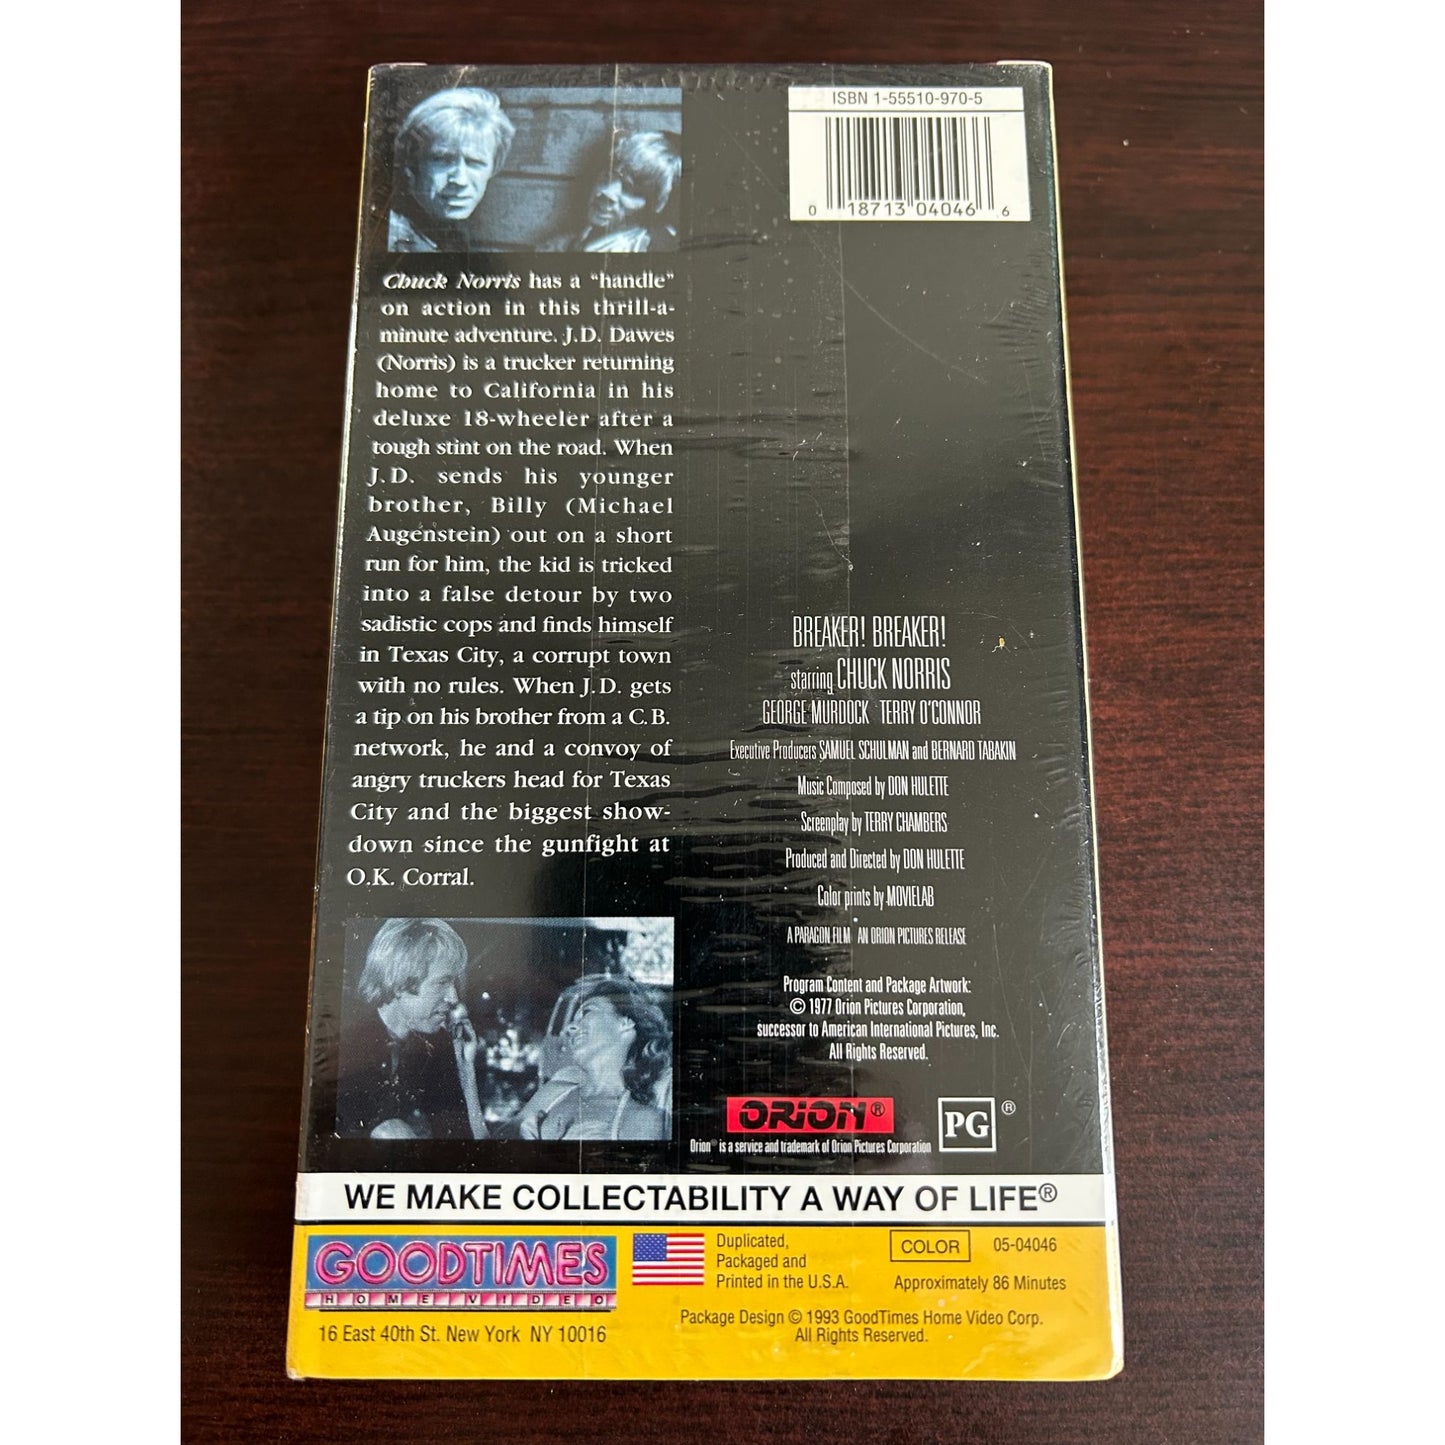 ISBN 1-55510-970-5
0 18713 04046 6
Chuck Norris has a "handle"
on action in this thrill-a-
minute adventure. J.D. Dawes
(Norris) is a trucker returning
home to California in his
deluxe 18-wheeler after a
tough stint on the road. When
J.D. sends his younger
brother, Billy (Michael
Augenstein) out on a short
run for him, the kid is tricked
into a false detour by two
sadistic cops and finds himself
in Texas City, a corrupt town
with no rules. When J.D. gets
a tip on his brother from a C.B.
network, he and a convoy of
angry truckers head for Texas
City and the biggest show-
down since the gunfight at
O.K. Corral.
BREAKER! BREAKER!
starring CHUCK NORRIS
GEORGE MURDOCK TERRY O'CONNOR
Executive Producers SAMUEL SCHULMAN and BERNARD TABAKIN
Music Composed by DON HULETTE
Screenplay by TERRY CHAMBERS
Produced and Directed by DON HULETTE
Color prints by MOVIELAB
A PARAGON FILM AN ORION PICTURES RELEASE
Program Content and Package Artwork:
© 1977 Orion Pictures Corporation,
successor to American International Pictures, Inc.
All Rights Reserved.
ORION®
Orion® is a service and trademark of Orion Pictures Corporation
PG®
WE MAKE COLLECTABILITY A WAY OF LIFE®
GOODTIMES
HOME VIDEO
16 East 40th St. New York NY 10016
Duplicated,
Packaged and
Printed in the U.S.A.
COLOR 05-04046
Approximately 86 Minutes
Package Design © 1993 GoodTimes Home Video Corp.
All Rights Reserved.